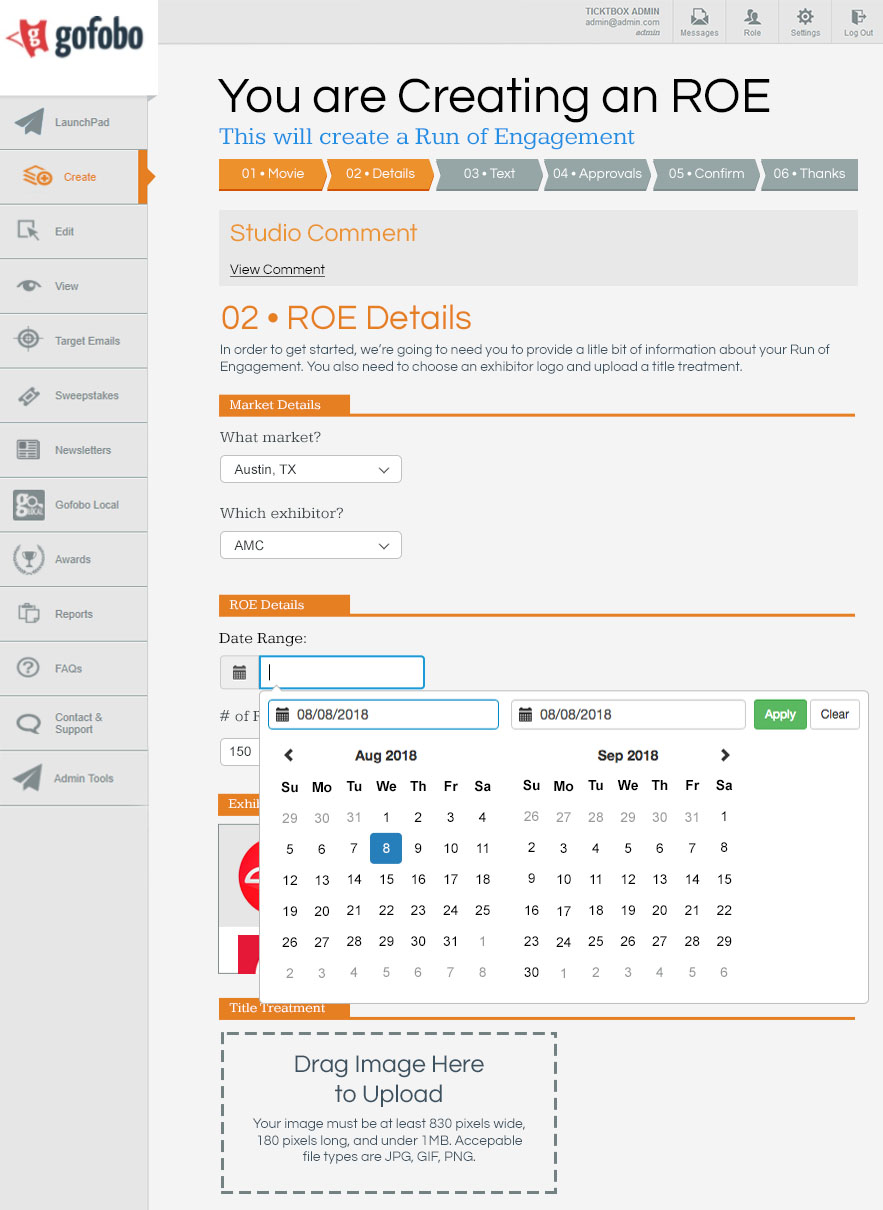 gofobo
TICKTBOX ADMIN
admin@admin.com
admin
Messages
Role
Settings
Log Out
LaunchPad
Create
Edit
View
Target Emails
Sweepstakes
Newsletters
Gofobo Local
Awards
Reports
FAQs
Contact &
Support
Admin Tools
You are Creating an ROE
This will create a Run of Engagement
01 • Movie 02 • Details 03 • Text 04 • Approvals 05 • Confirm 06 • Thanks
Studio Comment
View Comment
02 • ROE Details
In order to get started, we're going to need you to provide a litle bit of information about your Run of
Engagement. You also need to choose an exhibitor logo and upload a title treatment.
Market Details
What market?
Austin, TX
Which exhibitor?
AMC
ROE Details
Date Range:
# of
150
08/08/2018 08/08/2018 Apply Clear
Aug 2018
Su Mo Tu We Th Fr Sa
29 30 31 1 2 3 4
5 6 7 8 9 10 11
12 13 14 15 16 17 18
19 20 21 22 23 24 25
26 27 28 29 30 31 1
2 3 4 5 6 7 8
Sep 2018
Su Mo Tu We Th Fr Sa
26 27 28 29 30 31 1
2 3 4 5 6 7 8
9 10 11 12 13 14 15
16 17 18 19 20 21 22
23 24 25 26 27 28 29
30 1 2 3 4 5 6
Title Treatment
Drag Image Here
to Upload
Your image must be at least 830 pixels wide,
180 pixels long, and under 1MB. Accepable
file types are JPG, GIF, PNG.